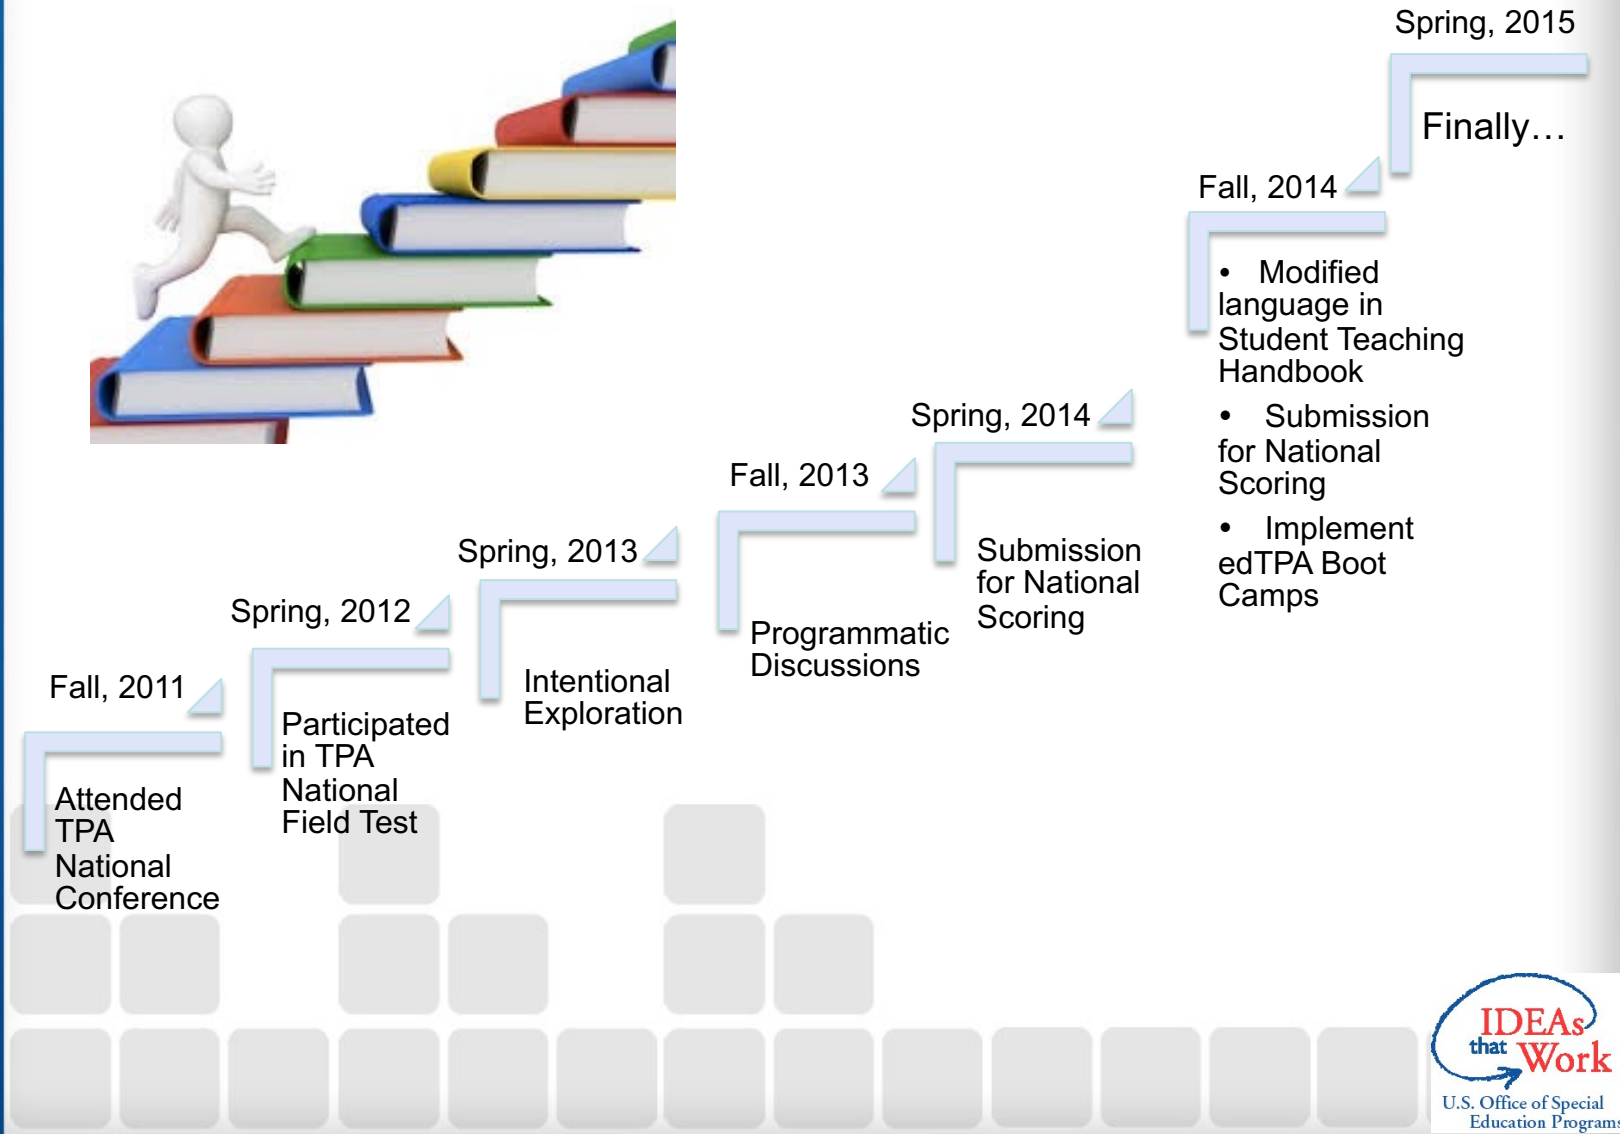 Fall, 2011
Attended
TPA
National
Conference
Spring, 2012
Participated
in TPA
National
Field Test
Spring, 2013
Intentional
Exploration
Fall, 2013
Programmatic
Discussions
Spring, 2014
Submission
for National
Scoring
Fall, 2014
• Modified
language in
Student Teaching
Handbook
• Submission
for National
Scoring
• Implement
edTPA Boot
Camps
Spring, 2015
Finally…
IDEAs
that Work
U.S. Office of Special
Education Programs